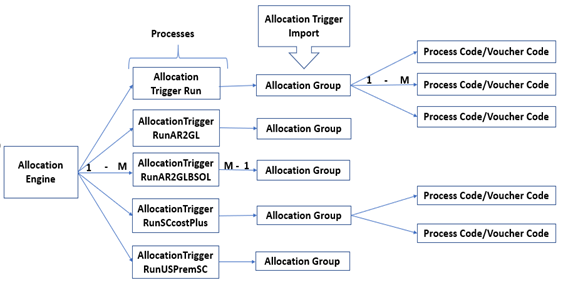 Allocation Trigger
Import
Processes
Allocation
Trigger Run
Allocation Group
1 - M
Process Code/Voucher Code
Process Code/Voucher Code
Process Code/Voucher Code
AllocationTrigger
RunAR2GL
Allocation Group
Allocation
Engine
1 - M
AllocationTrigger
RunAR2GLBSOL
M - 1
Allocation Group
AllocationTrigger
RunSCcostPlus
Allocation Group
Process Code/Voucher Code
Process Code/Voucher Code
AllocationTrigger
RunUSPremSC
Allocation Group